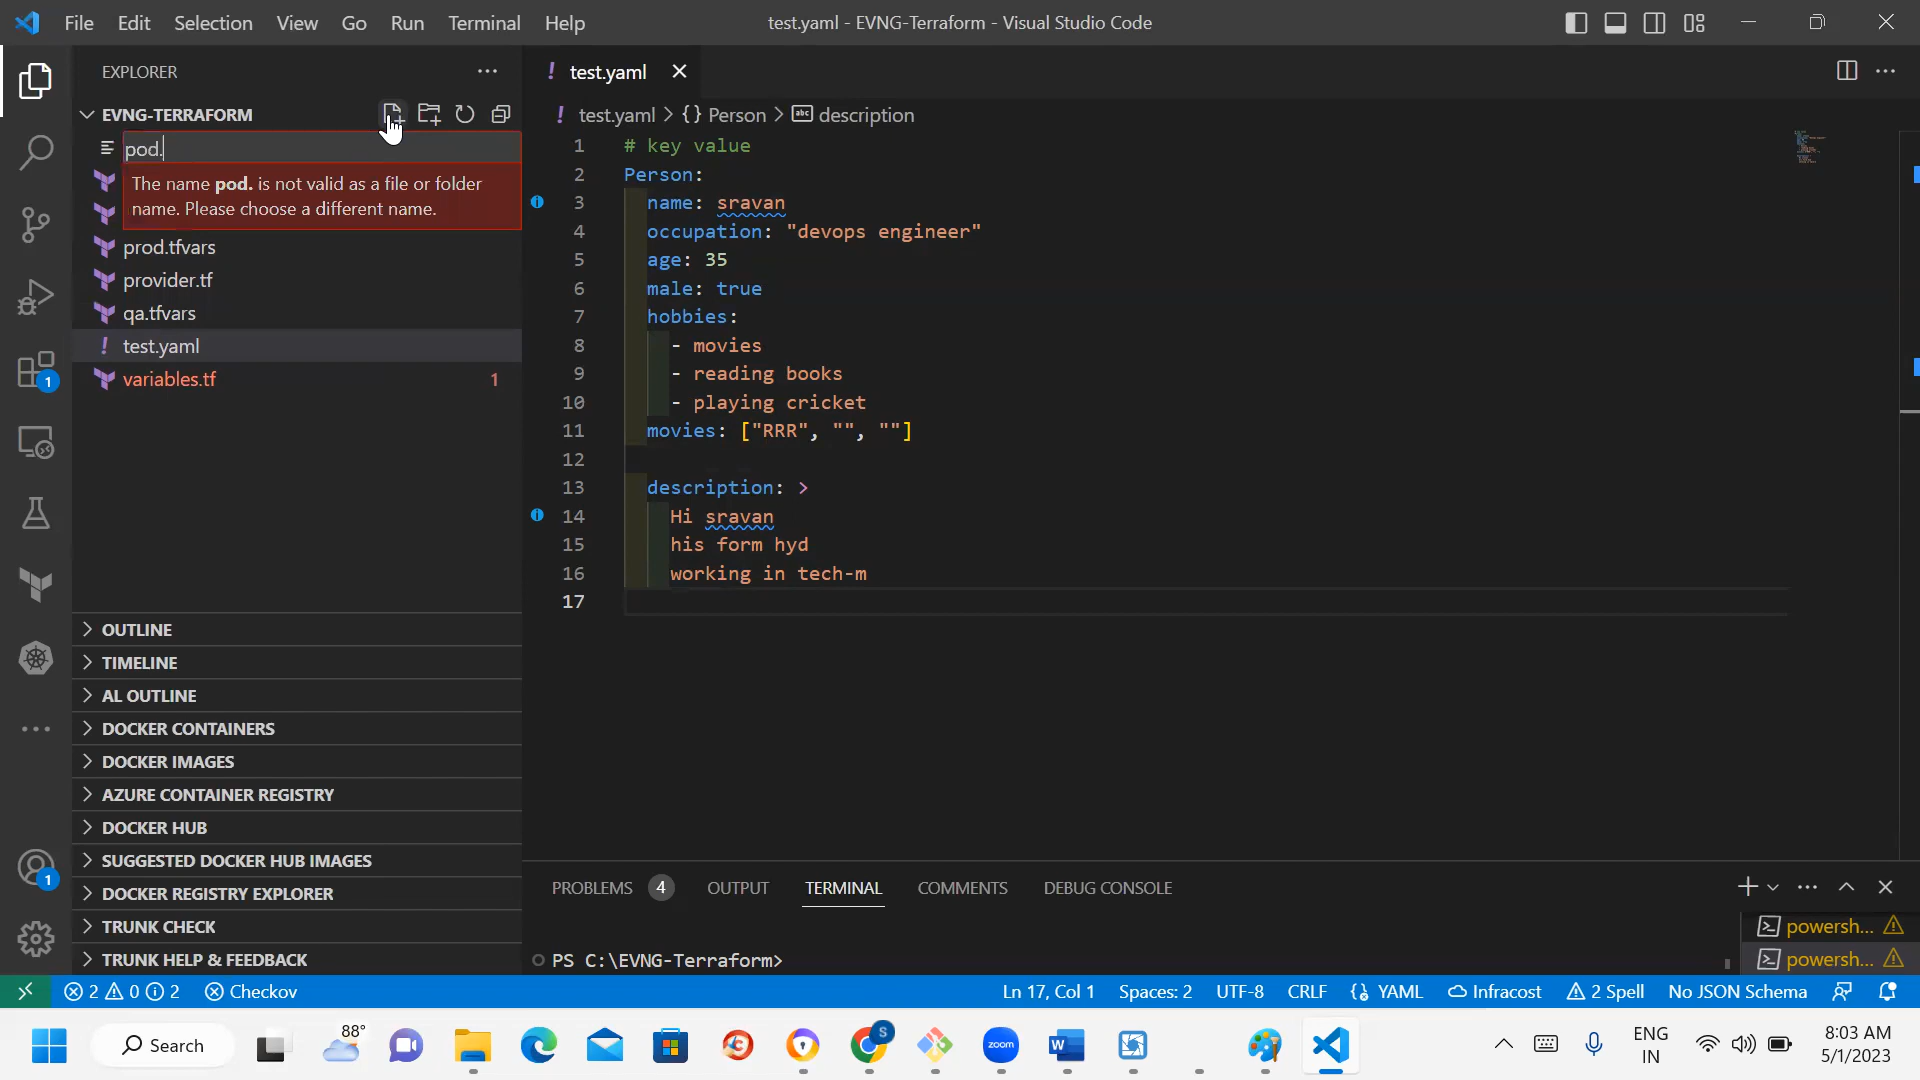 File Edit Selection View Go Run Terminal Help
test.yaml - EVNG-Terraform - Visual Studio Code
EXPLORER
EVNG-TERRAFORM
pod.
The name pod. is not valid as a file or folder
name. Please choose a different name.
prod.tfvars
provider.tf
qa.tfvars
! test.yaml
variables.tf 1
OUTLINE
TIMELINE
AL OUTLINE
DOCKER CONTAINERS
DOCKER IMAGES
AZURE CONTAINER REGISTRY
DOCKER HUB
SUGGESTED DOCKER HUB IMAGES
DOCKER REGISTRY EXPLORER
TRUNK CHECK
TRUNK HELP & FEEDBACK
1
1
! test.yaml
! test.yaml > {} Person > abc description
1 # key value
2 Person:
3 name: sravan
4 occupation: "devops engineer"
5 age: 35
6 male: true
7 hobbies:
8 - movies
9 - reading books
10 - playing cricket
11 movies: ["RRR", "", ""]
12
13 description: >
14 Hi sravan
15 his form hyd
16 working in tech-m
17
PROBLEMS 4 OUTPUT TERMINAL COMMENTS DEBUG CONSOLE
PS C:\EVNG-Terraform>
powersh...
powersh...
2 0 2 Checkov
Ln 17, Col 1 Spaces: 2 UTF-8 CRLF {} YAML Infracost 2 Spell No JSON Schema
Search
88°
S
zoom
W
ENG
IN
8:03 AM
5/1/2023